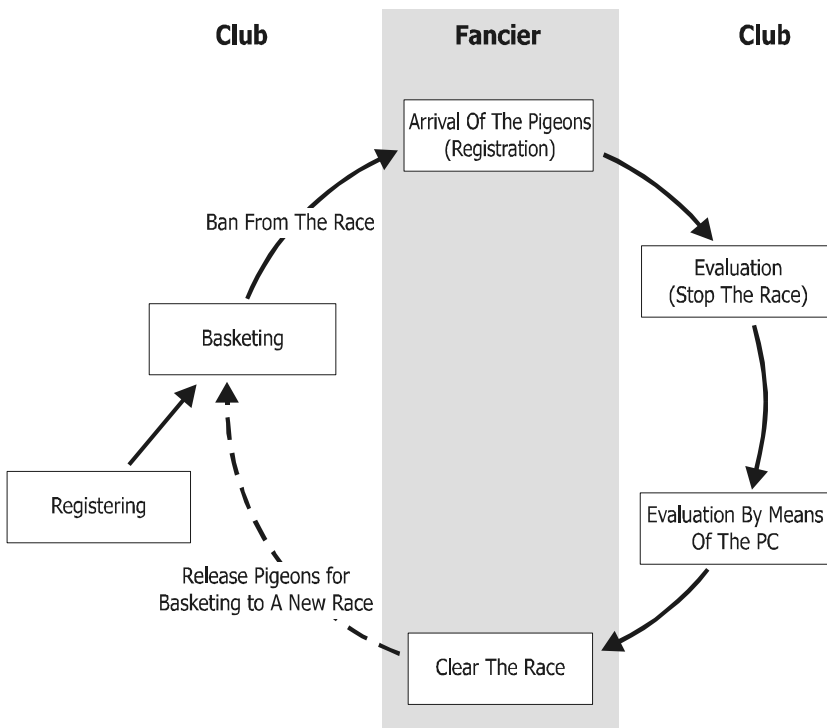 Club
Fancier
Club
Arrival Of The Pigeons
(Registration)
Ban From The Race
Evaluation
(Stop The Race)
Basketing
Registering
Evaluation By Means
Of The PC
Release Pigeons for
Basketing to A New Race
Clear The Race